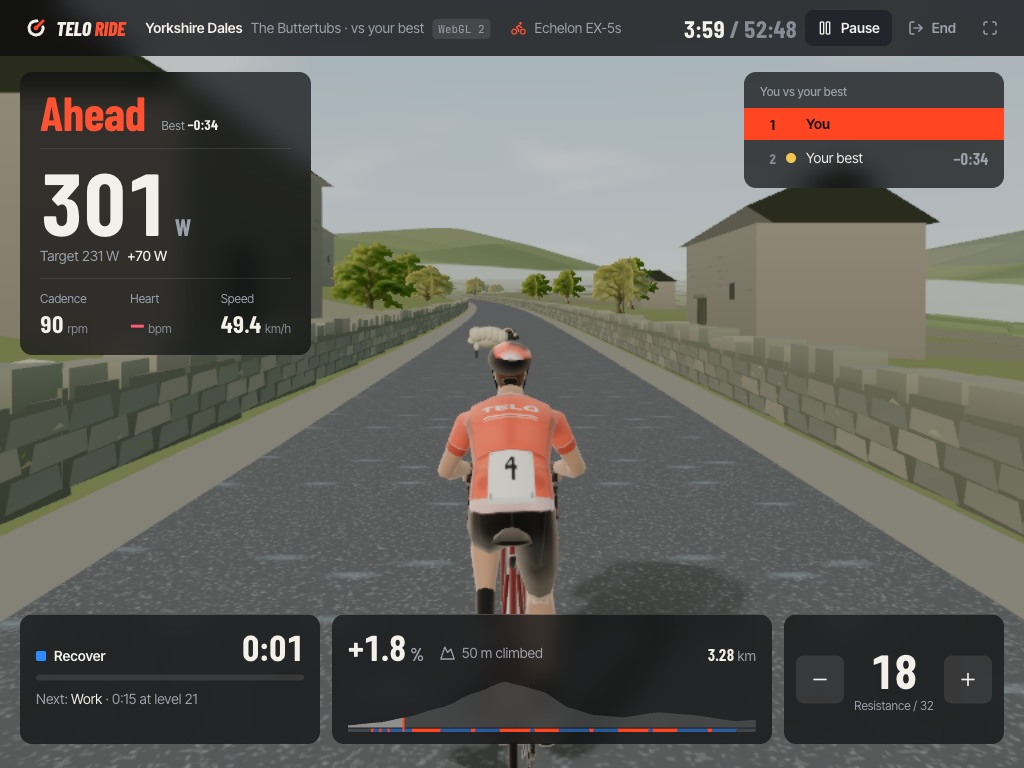 TELO RIDE Yorkshire Dales The Buttertubs · vs your best WebGL 2 Echelon EX-5s 3:59 / 52:48 Pause End
Ahead Best −0:34
301 W
Target 231 W +70 W
Cadence Heart Speed
90 rpm — bpm 49.4 km/h
You vs your best
1 You
2 Your best −0:34
TELO
4
Recover 0:01
Next: Work · 0:15 at level 21
+1.8 % 50 m climbed 3.28 km
− 18 +
Resistance / 32